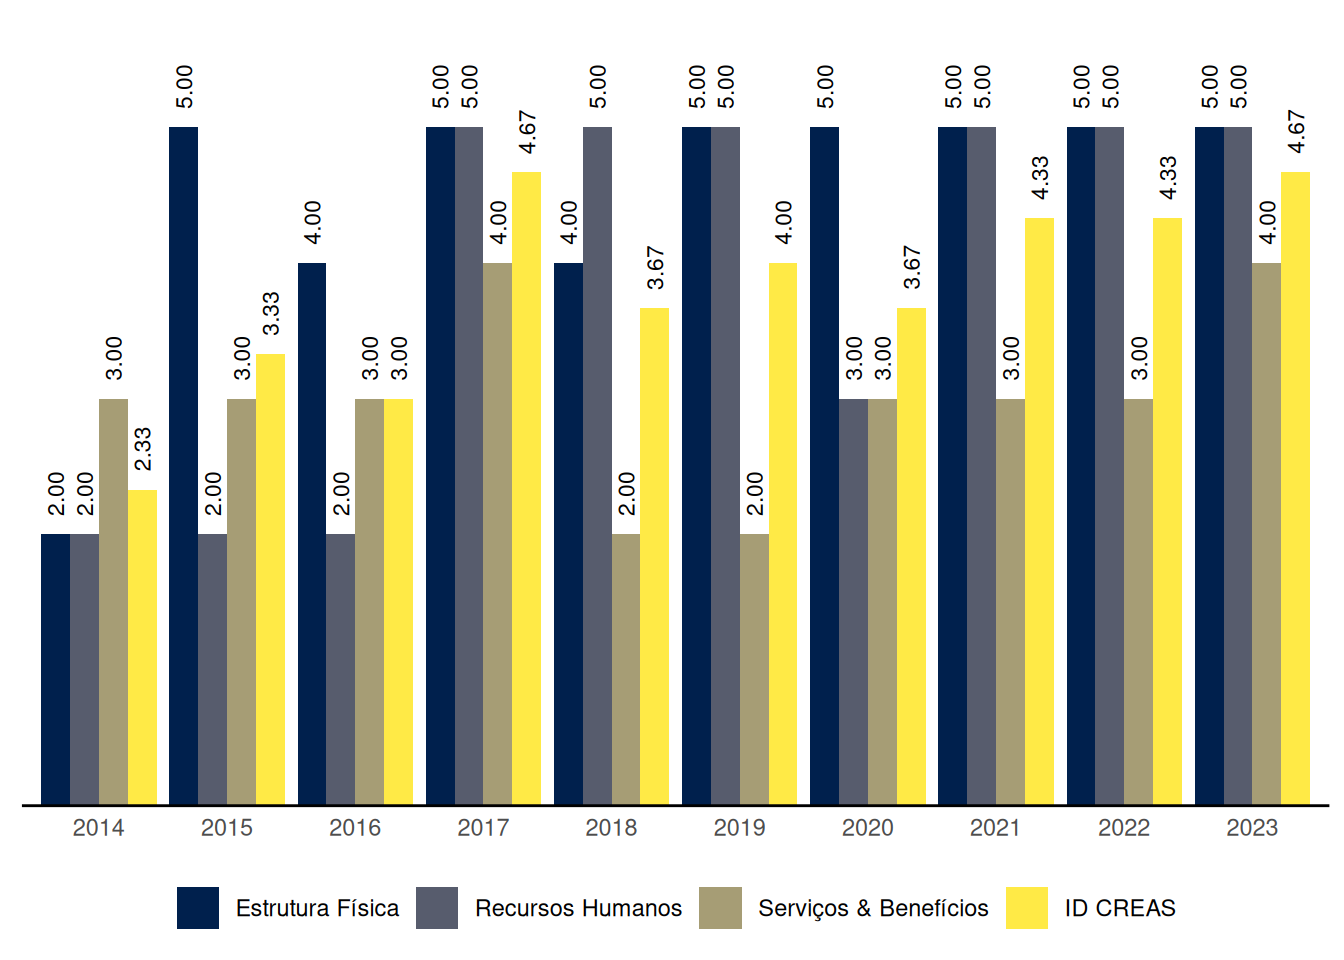 5.00 5.00 5.00 5.00 5.00 5.00 5.00 5.00 5.00 5.00 5.00 5.00 5.00
4.67 4.67
4.33 4.33
4.00 4.00 4.00 4.00 4.00
3.67 3.67
3.33
3.00 3.00 3.00 3.00 3.00 3.00 3.00 3.00
2.33
2.00 2.00 2.00 2.00 2.00 2.00
2014 2015 2016 2017 2018 2019 2020 2021 2022 2023
Estrutura Física Recursos Humanos Serviços & Benefícios ID CREAS